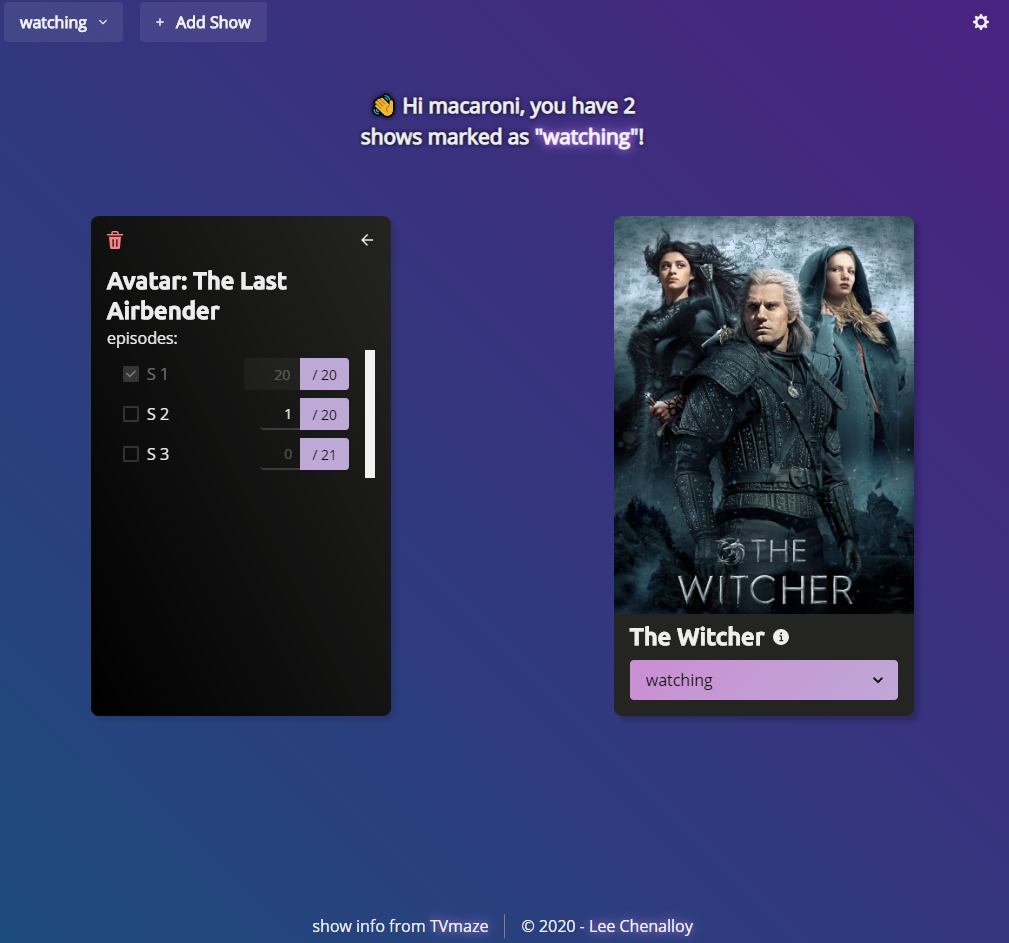 watching
+ Add Show
👋 Hi macaroni, you have 2
shows marked as "watching"!
Avatar: The Last
Airbender
episodes:
S 1 20 / 20
S 2 1 / 20
S 3 0 / 21
THE
WITCHER
The Witcher
watching
show info from TVmaze
© 2020 - Lee Chenalloy